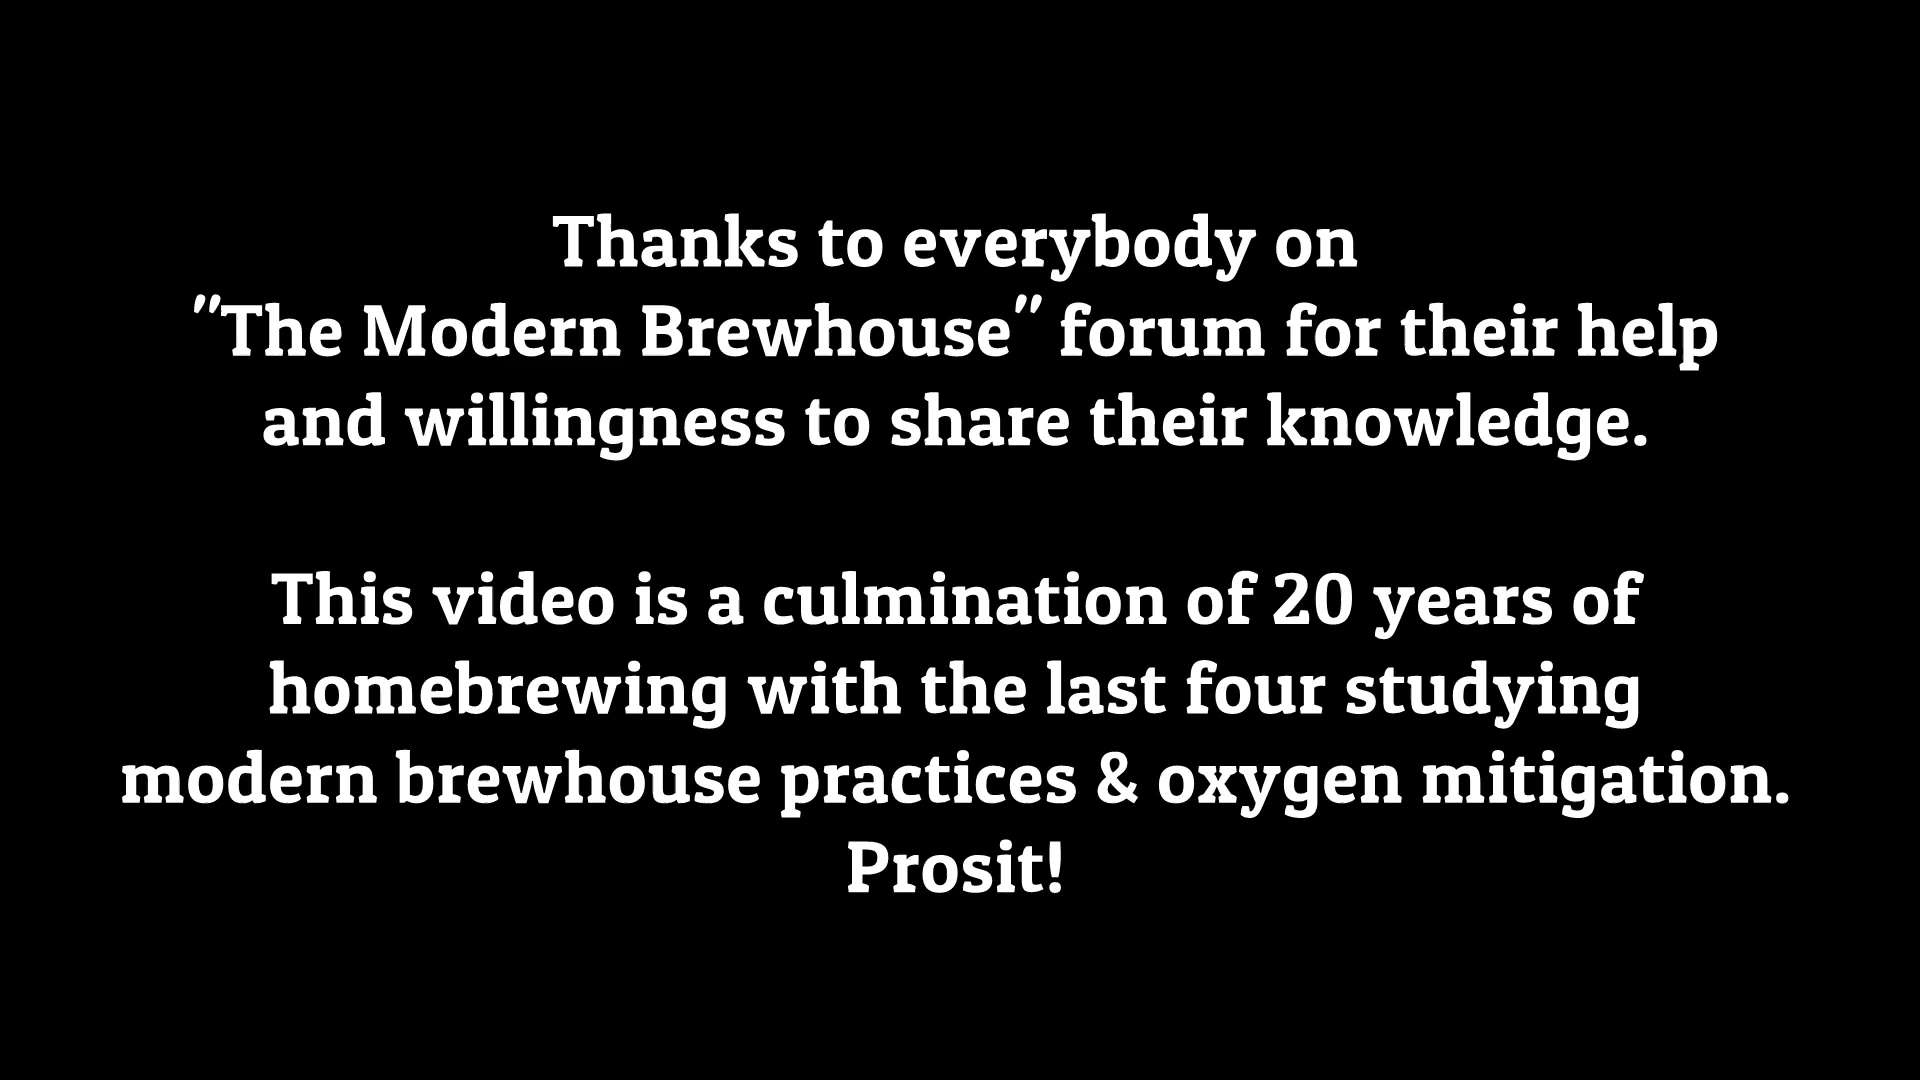 Thanks to everybody on
"The Modern Brewhouse" forum for their help
and willingness to share their knowledge.
This video is a culmination of 20 years of
homebrewing with the last four studying
modern brewhouse practices & oxygen mitigation.
Prosit!